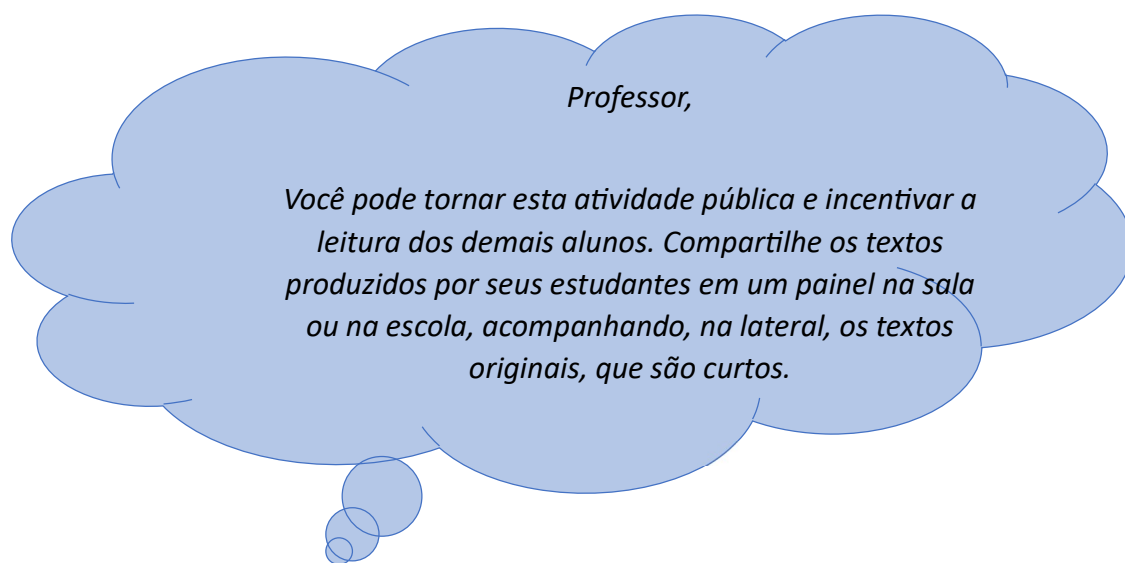 Professor,
Você pode tornar esta atividade pública e incentivar a
leitura dos demais alunos. Compartilhe os textos
produzidos por seus estudantes em um painel na sala
ou na escola, acompanhando, na lateral, os textos
originais, que são curtos.